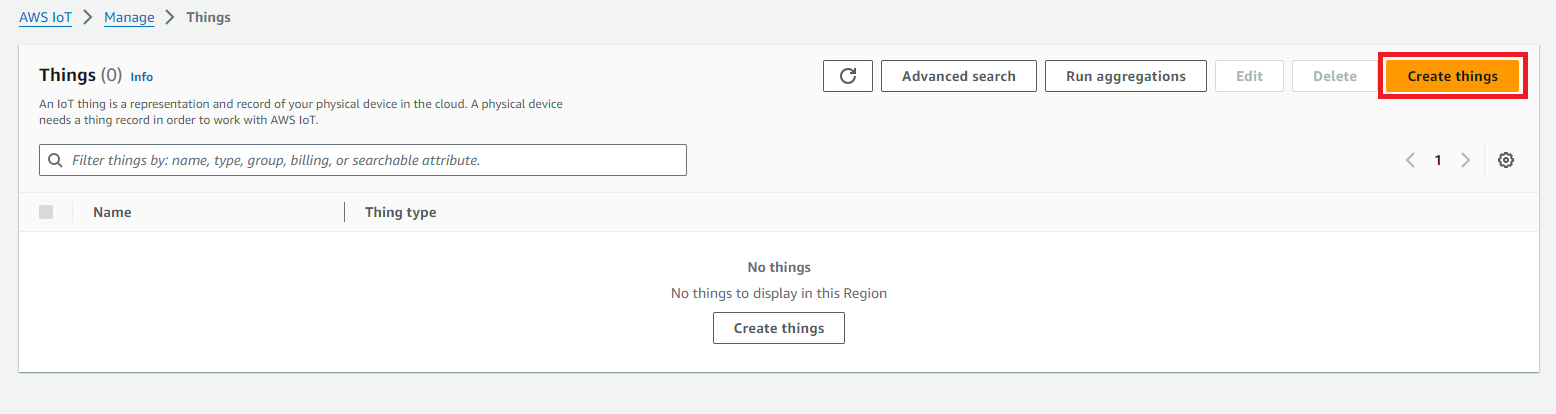 AWS IoT > Manage > Things
Things (0) Info
Advanced search
Run aggregations
Edit
Delete
Create things
An IoT thing is a representation and record of your physical device in the cloud. A physical device
needs a thing record in order to work with AWS IoT.
Filter things by: name, type, group, billing, or searchable attribute.
1
Name
Thing type
No things
No things to display in this Region
Create things